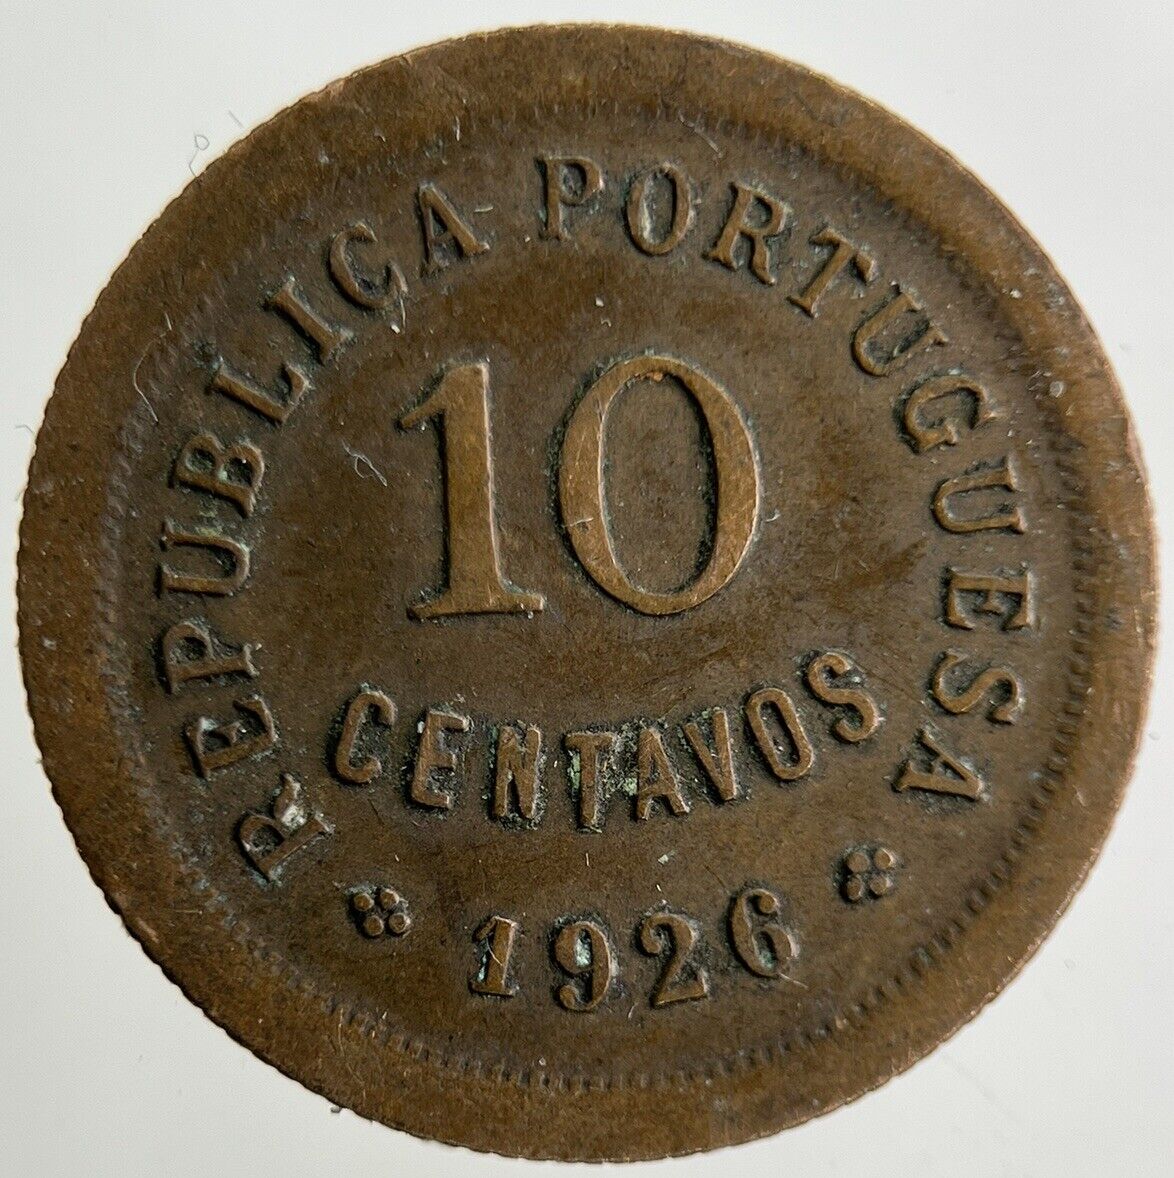 REPUBLICA PORTUGUESA
10
CENTAVOS
1926